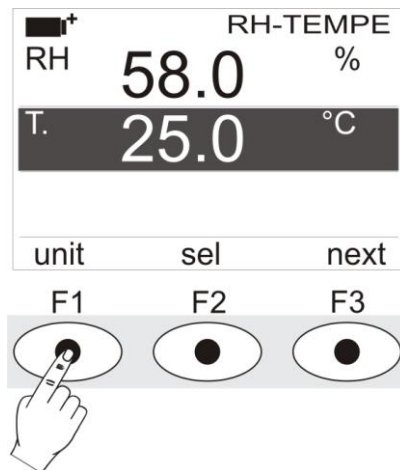 RH-TEMPE
RH 58.0 %
T. 25.0 °C
unit sel next
F1 F2 F3